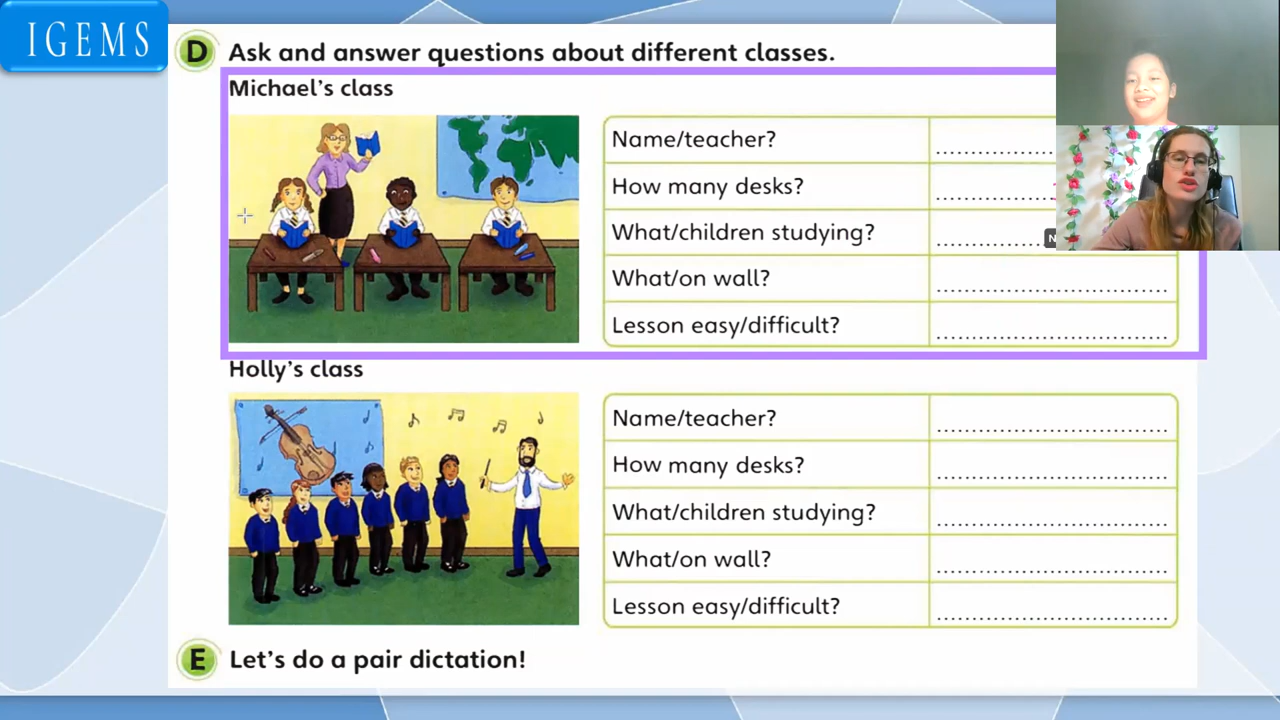 IGEMS
D Ask and answer questions about different classes.
Michael's class
Name/teacher? ................
How many desks? ................
What/children studying? ...............
What/on wall? .................................
Lesson easy/difficult? .................................
Holly's class
Name/teacher? .................................
How many desks? .................................
What/children studying? .................................
What/on wall? .................................
Lesson easy/difficult? .................................
E Let's do a pair dictation!